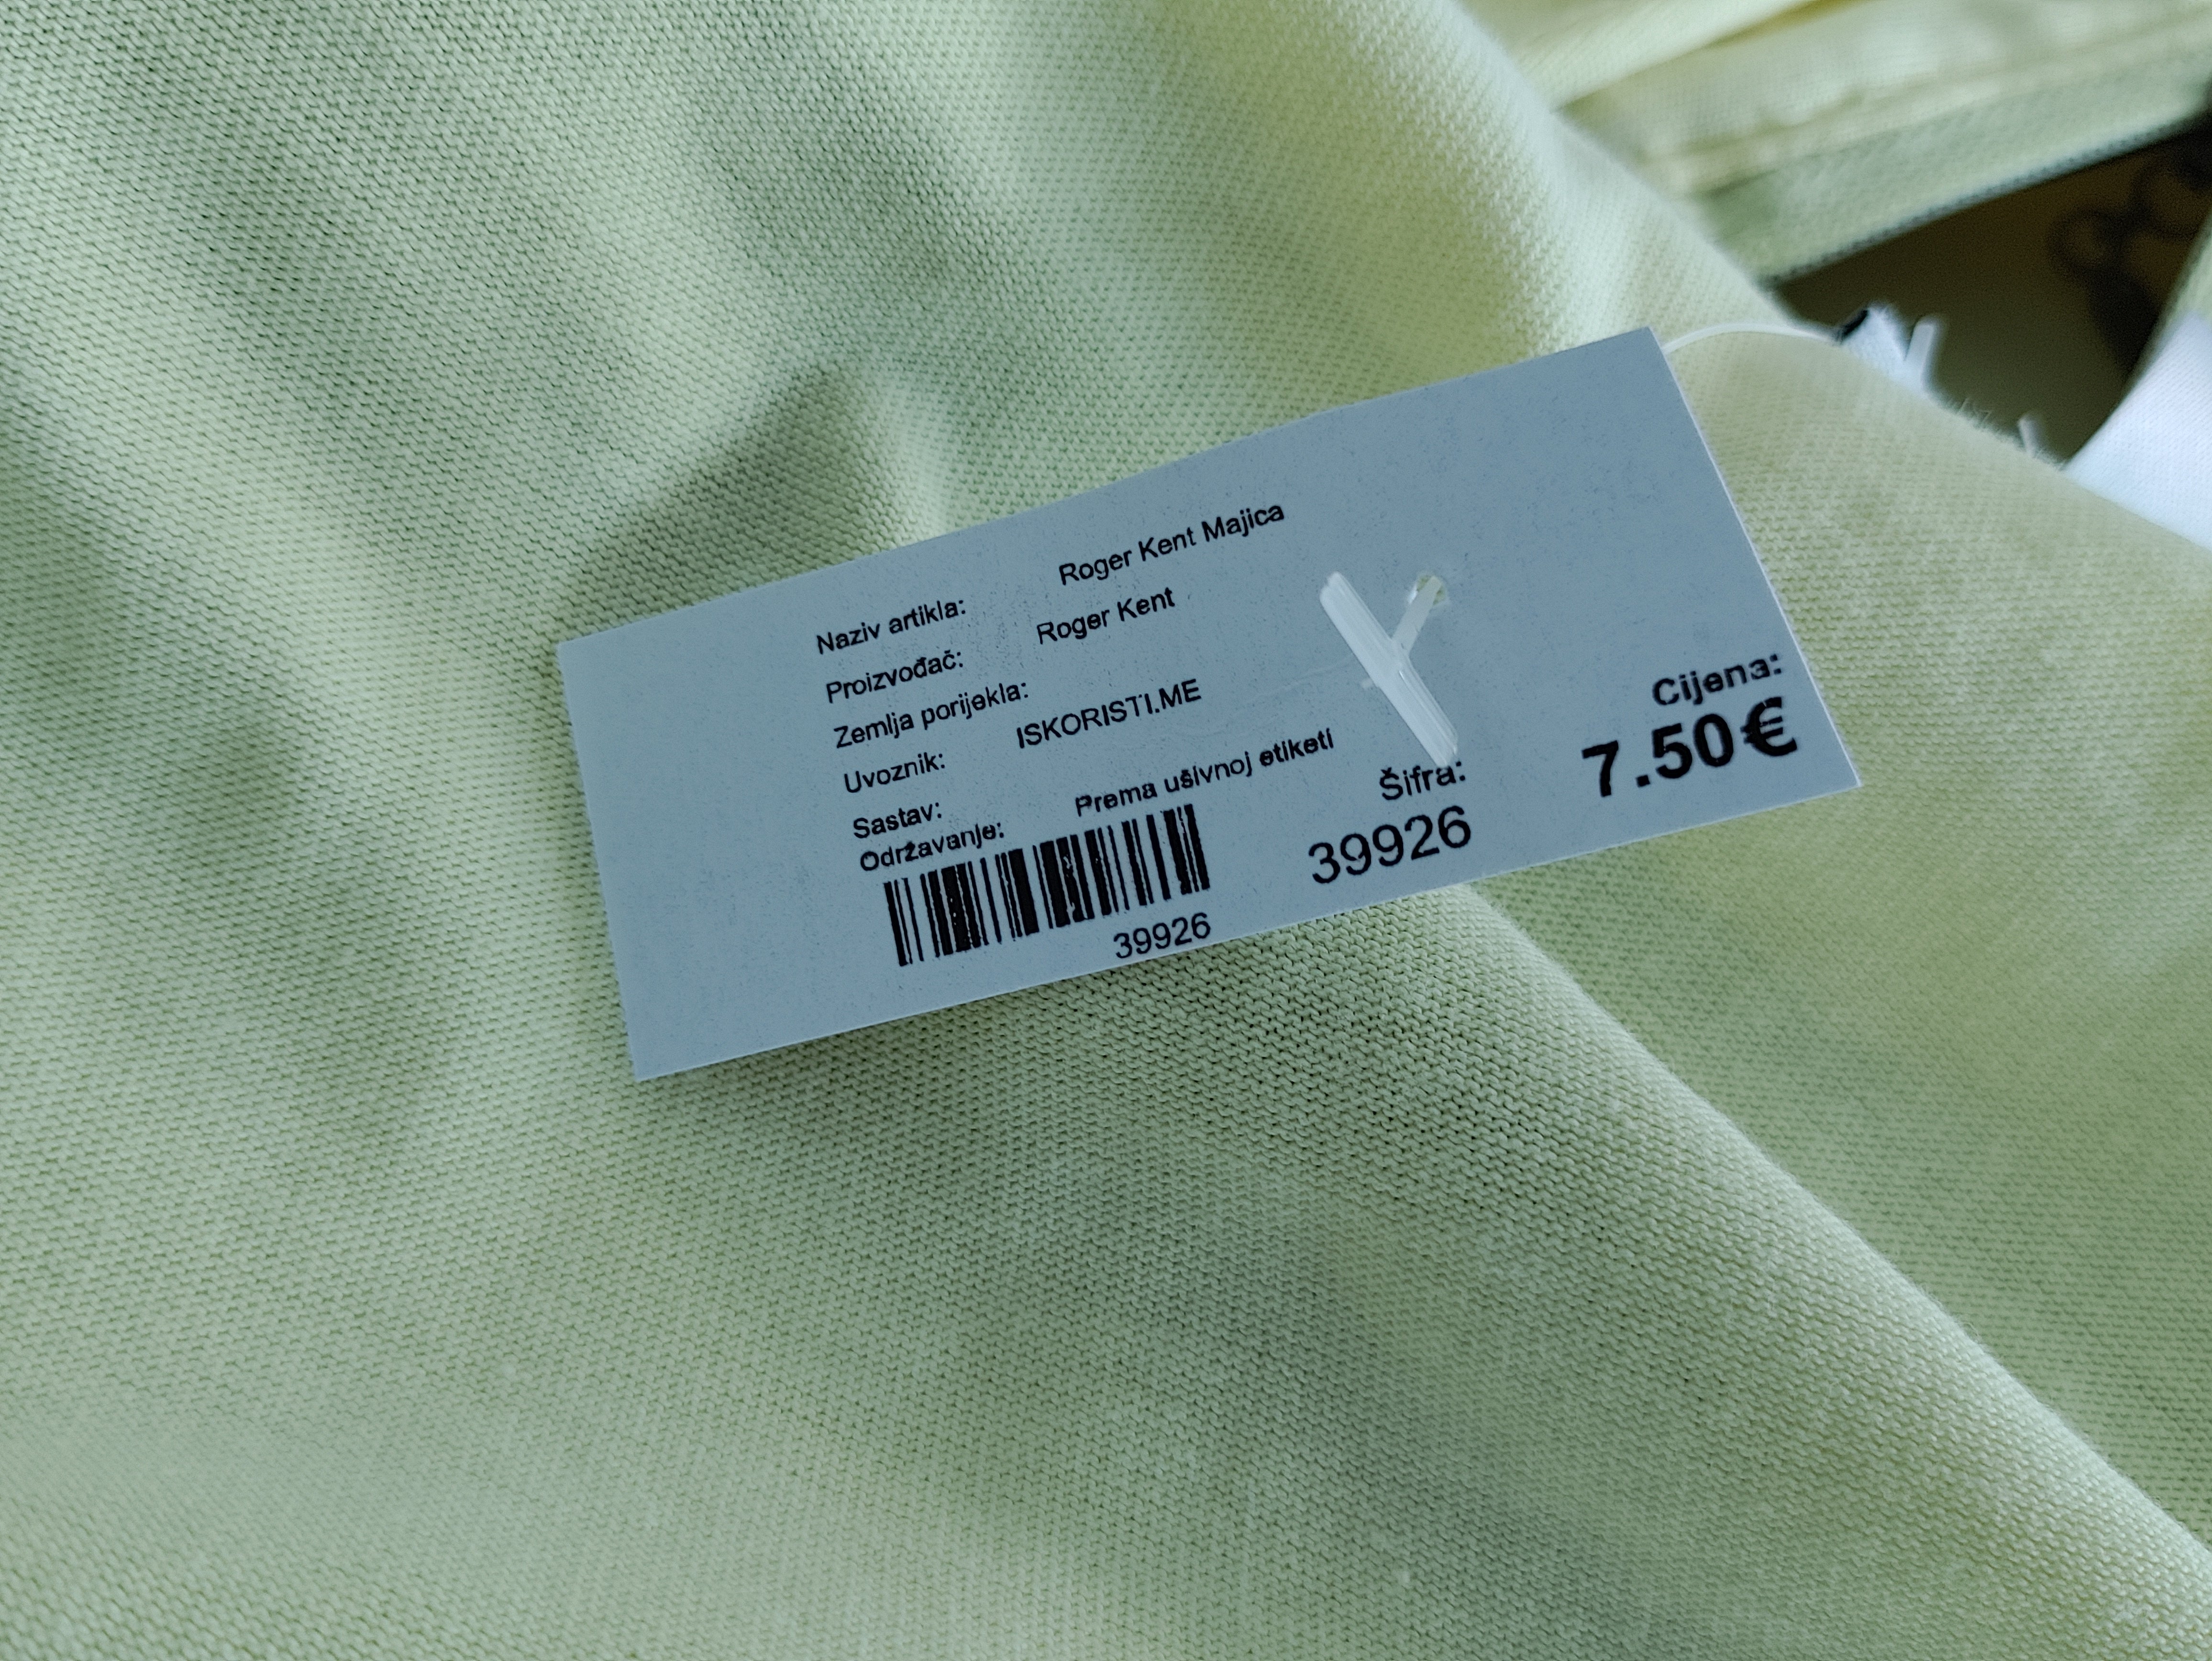 Naziv artikla: Roger Kent Majica
Proizvođač: Roger Kent
Zemlja porijekla:
Uvoznik: ISKORISTI.ME
Sastav:
Održavanje: Prema ušivnoj etiketi
39926
Šifra:
39926
Cijena:
7.50€